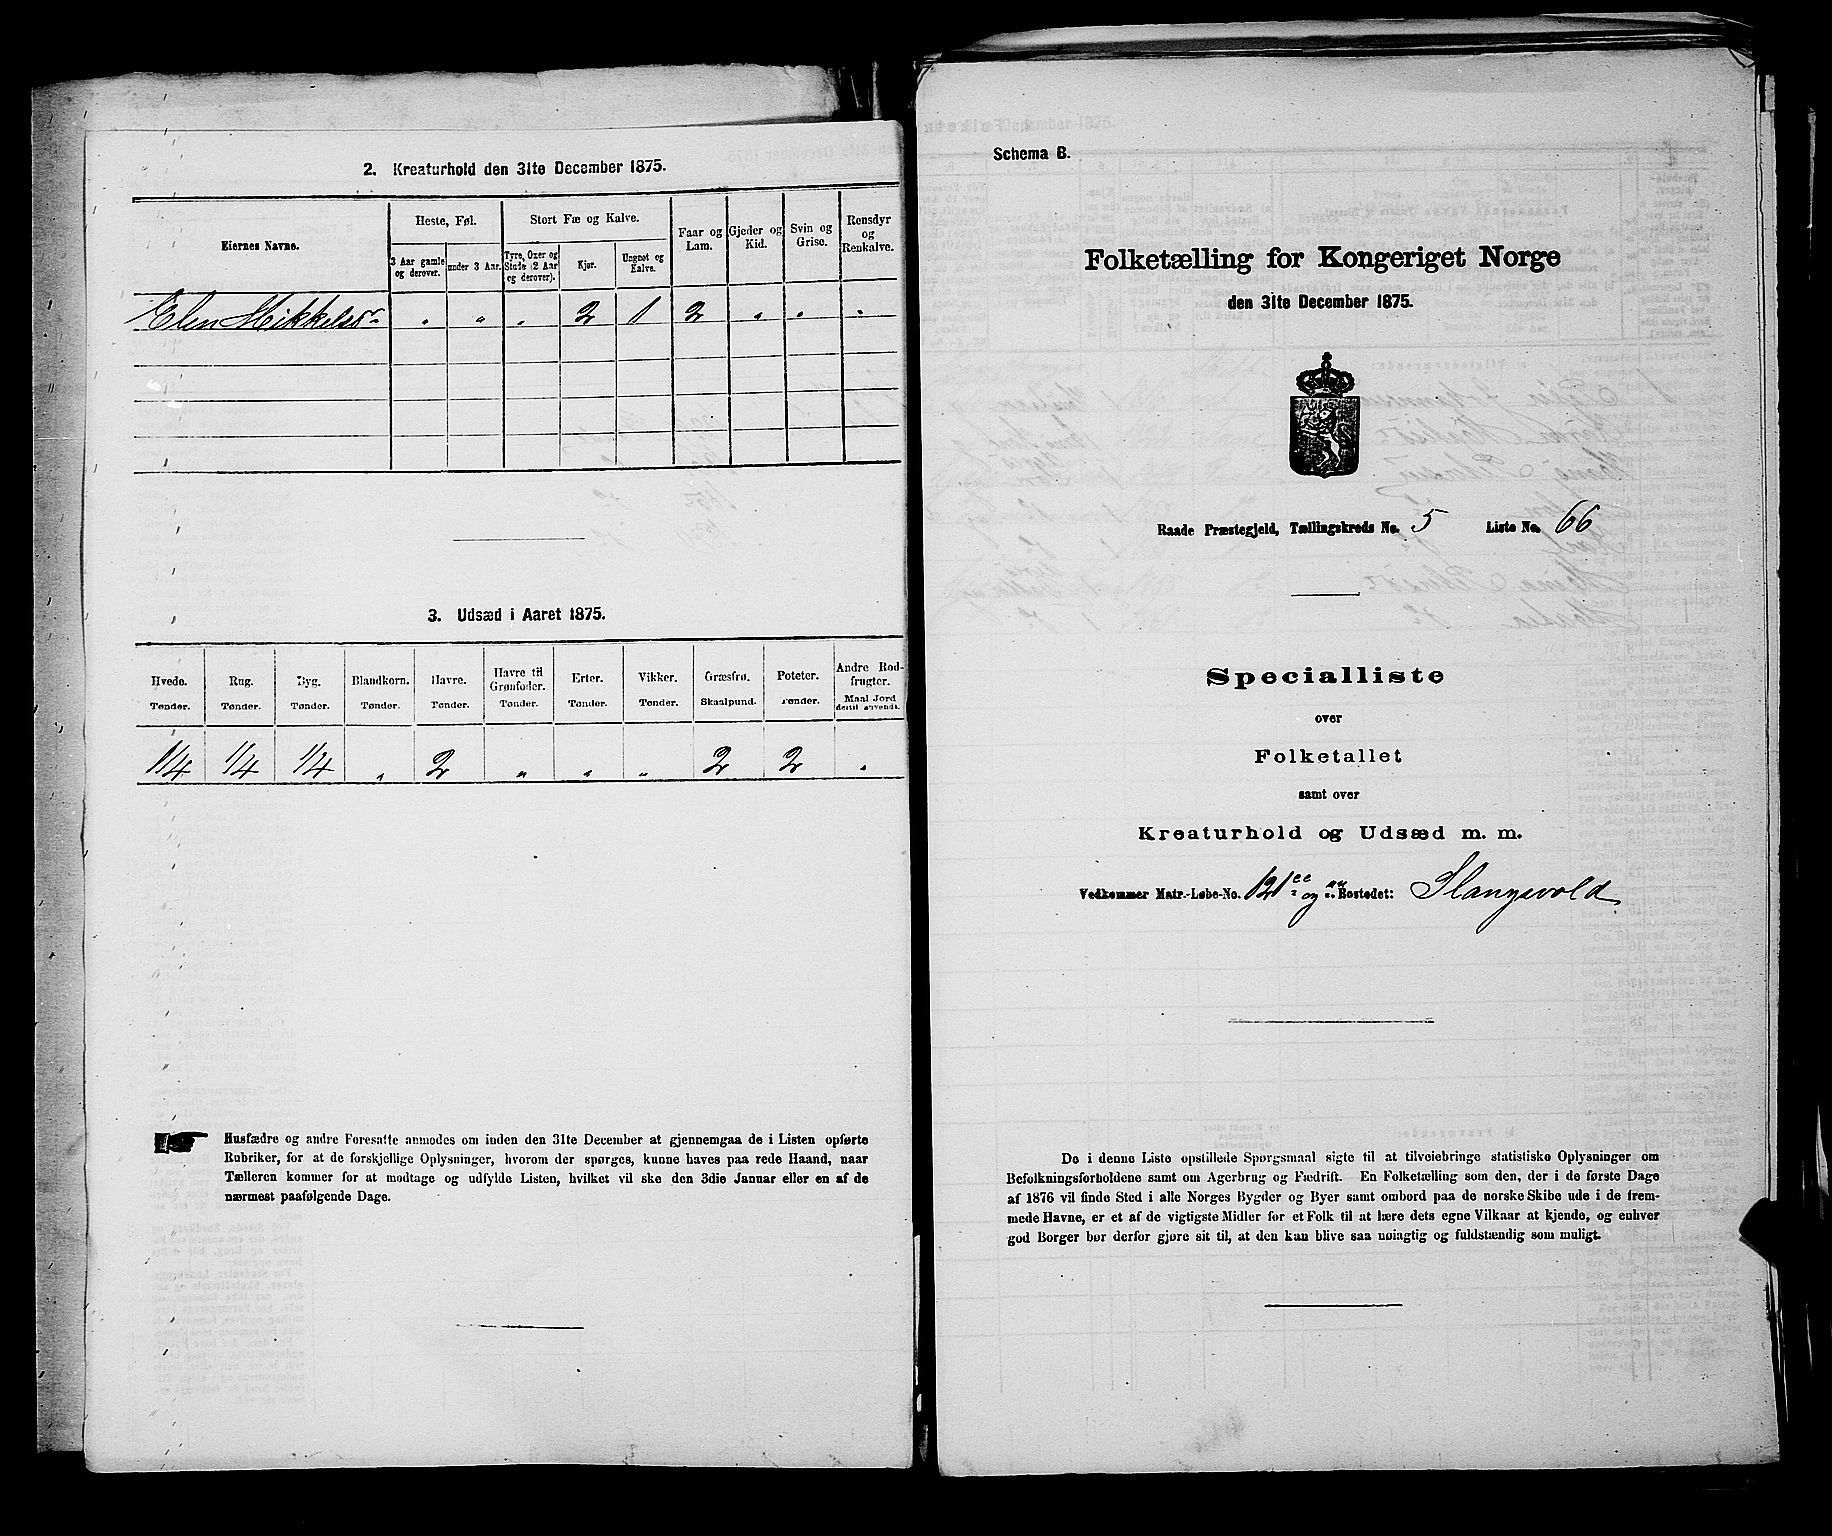 2. Kreaturhold den 31te December 1875.
Eiernes Navne.
Heste, Føl.
Stort Fæ og Kalve.
Faar og Lam.
Gjeder og Kid.
Svin og Grise.
Rensdyr og Renkalve.
3 Aar gamle og derover.
under 3 Aar.
Tyre, Oxer og Stude (2 Aar og derover).
Kjør.
Ungnøt og Kalve.
Elen Mikkelsdr " " " 2 1 2 " " "
3. Udsæd i Aaret 1875.
Hvede. Rug. Byg. Blandkorn. Havre. Havre til Grønfoder. Erter. Vikker. Græsfrø. Poteter. Andre Rodfrugter.
Tønder. Tønder. Tønder. Tønder. Tønder. Tønder. Tønder. Tønder. Skaalpund. Tønder. Maal Jord dertil anvendt.
1/4 1/4 1/4 " 2 " " " 2 2 "
Husfædre og andre Foresatte anmodes om inden den 31te December at gjennemgaa de i Listen opførte
Rubriker, for at de forskjellige Oplysninger, hvorom der spørges, kunne haves paa rede Haand, naar
Tælleren kommer for at modtage og udfylde Listen, hvilket vil ske den 3die Januar eller en af de
nærmest paafølgende Dage.
Schema B.
Folketælling for Kongeriget Norge
den 31te December 1875.
Raade Præstegjeld, Tællingskreds No. 5 Liste No. 66
Specialliste
over
Folketallet
samt over
Kreaturhold og Udsæd m. m.
Vedkommer Matr.-Løbe-No. 121 og Bostedet: Slangsvold
De i denne Liste opstillede Spørgsmaal sigte til at tilveiebringe statistiske Oplysninger om
Befolkningsforholdene samt om Agerbrug og Fædrift. En Folketælling som den, der i de første Dage
af 1876 vil finde Sted i alle Norges Bygder og Byer samt ombord paa de norske Skibe ude i de frem-
mede Havne, er et af de vigtigste Midler for et Folk til at lære dets egne Vilkaar at kjende, og enhver
god Borger bør derfor gjøre sit til, at den kan blive saa nøiagtig og fuldstændig som muligt.